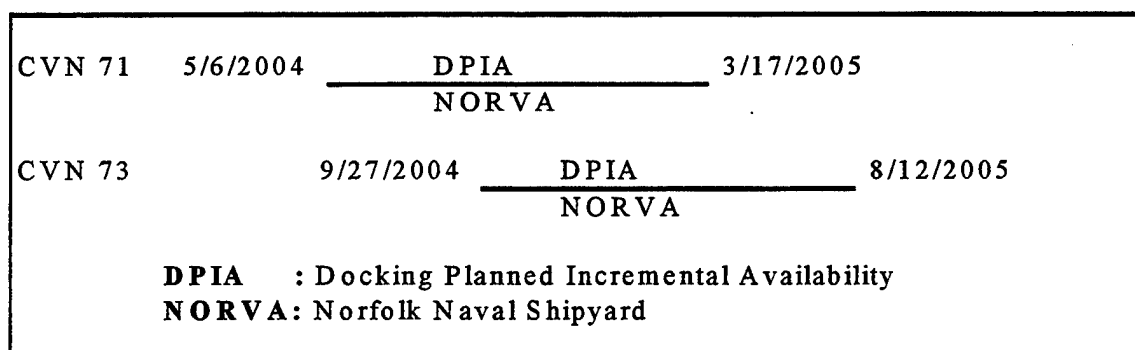 CVN 71 5/6/2004 DPIA 3/17/2005
NORVA
CVN 73 9/27/2004 DPIA 8/12/2005
NORVA
DPIA : Docking Planned Incremental Availability
NORVA: Norfolk Naval Shipyard